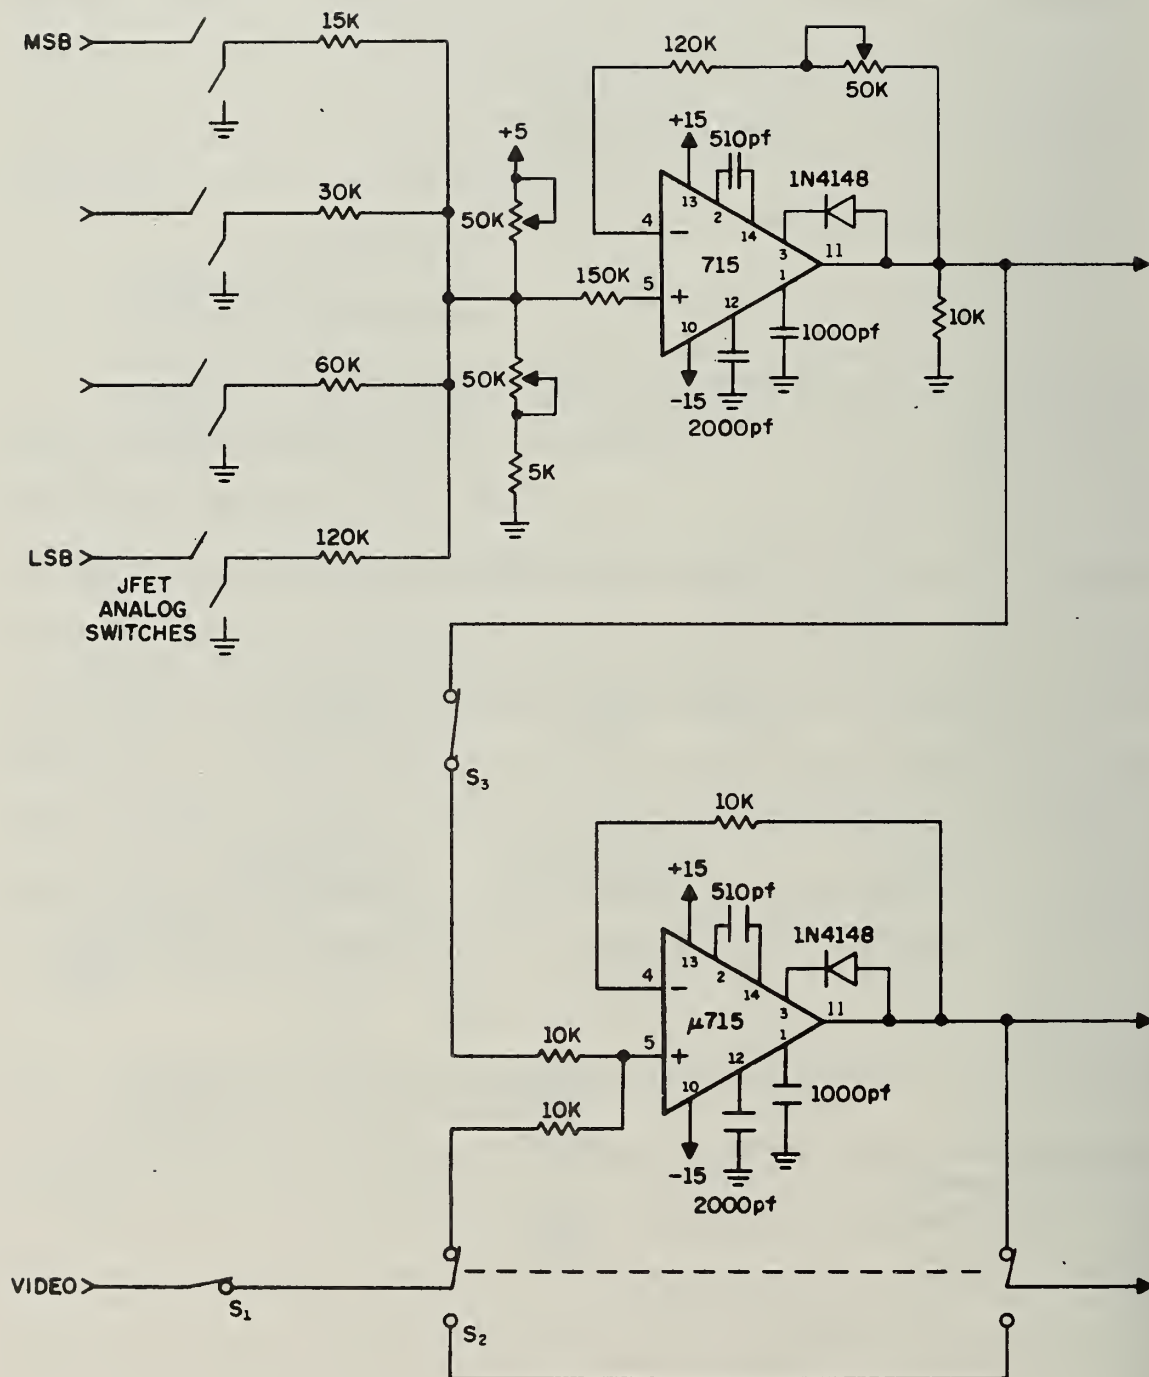 MSB
15K
120K
50K
+5
+15
510pf
1N4148
30K
50K
4
13
2
14
3
11
−
715
150K
5
+
12
1
10
1000pf
10K
60K
50K
-15
2000pf
5K
LSB
120K
JFET
ANALOG
SWITCHES
S₃
10K
+15
510pf
1N4148
4
13
2
14
3
11
−
μ715
10K
5
+
12
1
10
1000pf
10K
-15
2000pf
VIDEO
S₁
S₂